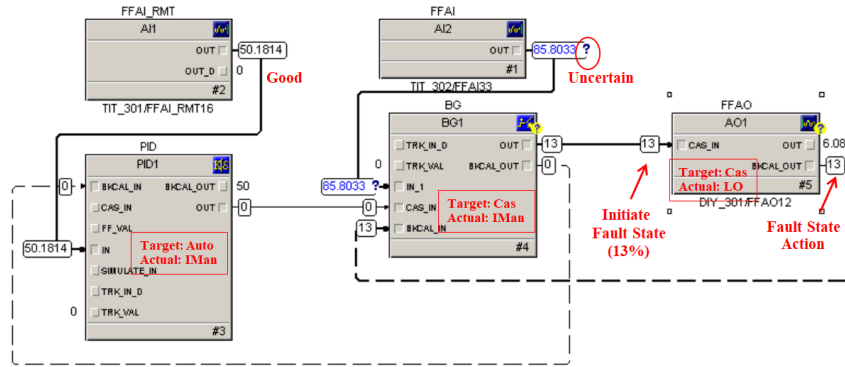 FFAI_RMT
AI1
OUT
50.1814
OUT_D
0
#2
TIT_301/FFAI_RMT16
Good
FFAI
AI2
OUT
85.8033 ?
#1
TIT_302/FFAI33
Uncertain
PID
PID1
0
BKCAL_IN
BKCAL_OUT
50
CAS_IN
OUT
0
FF_VAL
50.1814
IN
SIMULATE_IN
TRK_IN_D
0
TRK_VAL
#3
Target: Auto
Actual: IMan
BG
BG1
TRK_IN_D
OUT
13
0
TRK_VAL
BKCAL_OUT
0
85.8033 ?
IN_1
0
CAS_IN
13
BKCAL_IN
#4
Target: Cas
Actual: IMan
FFAO
AO1
13
CAS_IN
OUT
6.08
BKCAL_OUT
13
#5
Target: Cas
Actual: LO
DIY_301/FFAO12
Initiate
Fault State
(13%)
Fault State
Action